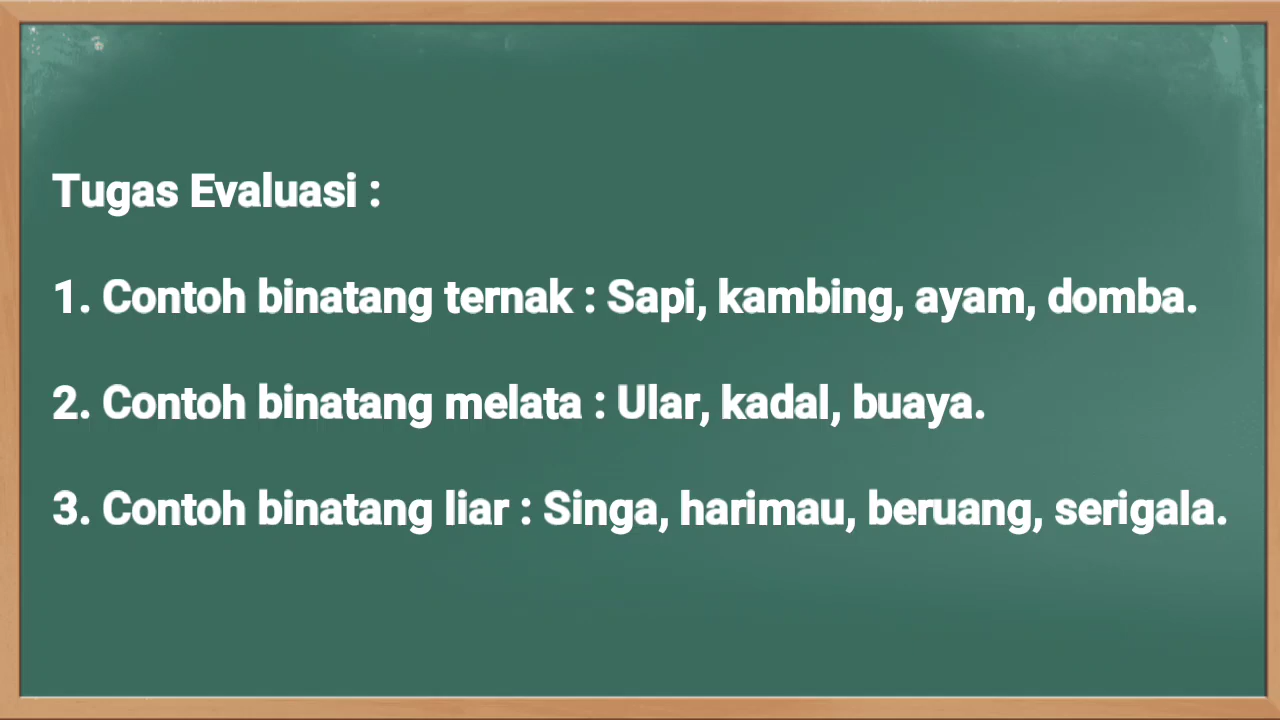 Tugas Evaluasi :
1. Contoh binatang ternak : Sapi, kambing, ayam, domba.
2. Contoh binatang melata : Ular, kadal, buaya.
3. Contoh binatang liar : Singa, harimau, beruang, serigala.